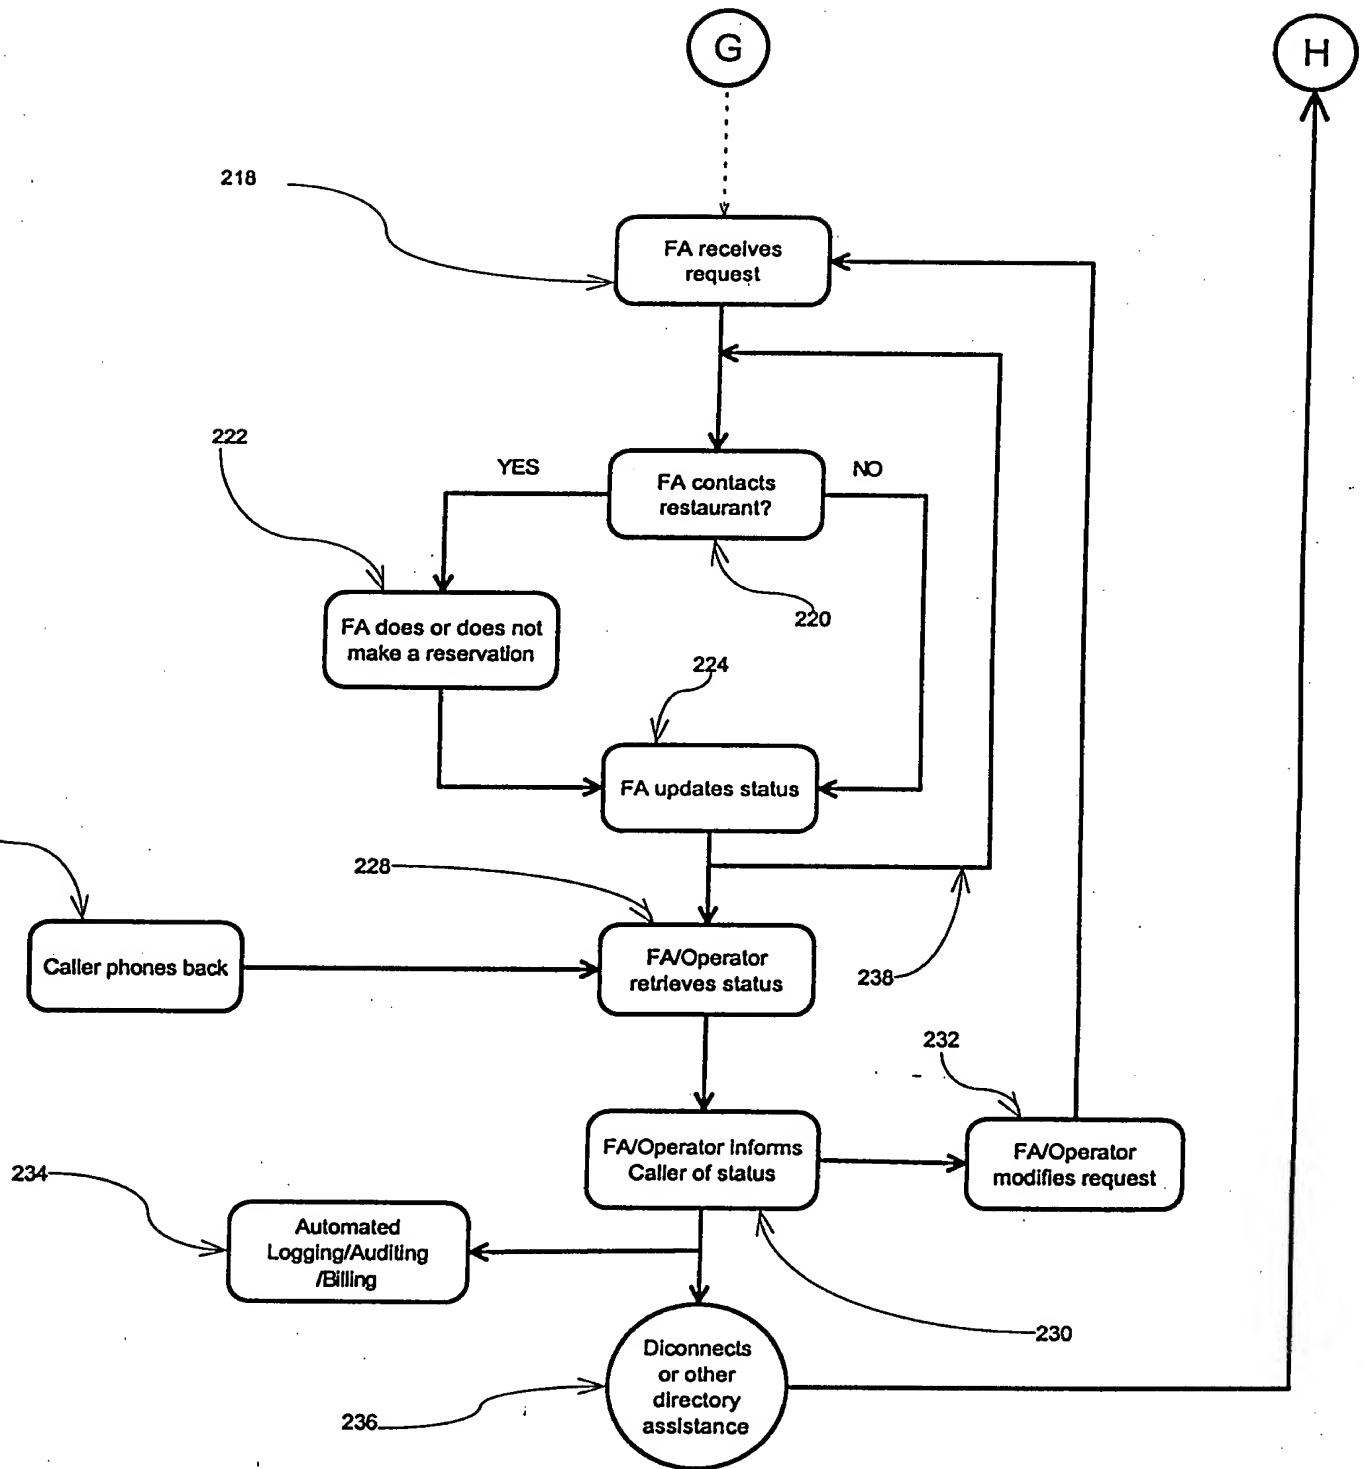 G
H
218
FA receives
request
222
YES
FA contacts
restaurant?
NO
220
FA does or does not
make a reservation
224
FA updates status
228
Caller phones back
FA/Operator
retrieves status
238
232
FA/Operator informs
Caller of status
FA/Operator
modifies request
234
Automated
Logging/Auditing
/Billing
230
Diconnects
or other
directory
assistance
236